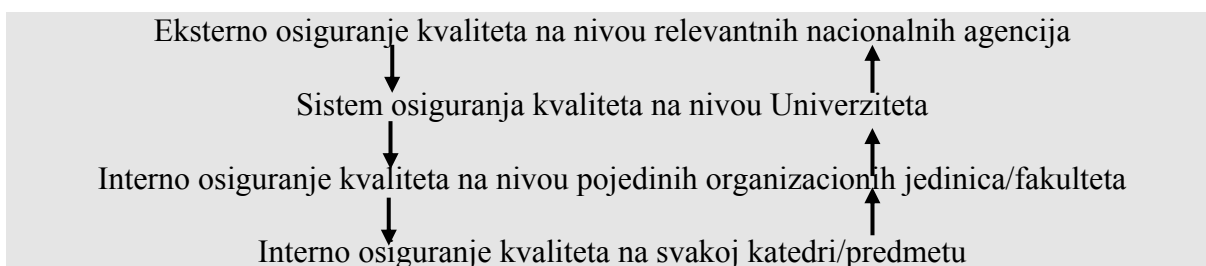 Eksterno osiguranje kvaliteta na nivou relevantnih nacionalnih agencija
Sistem osiguranja kvaliteta na nivou Univerziteta
Interno osiguranje kvaliteta na nivou pojedinih organizacionih jedinica/fakulteta
Interno osiguranje kvaliteta na svakoj katedri/predmetu